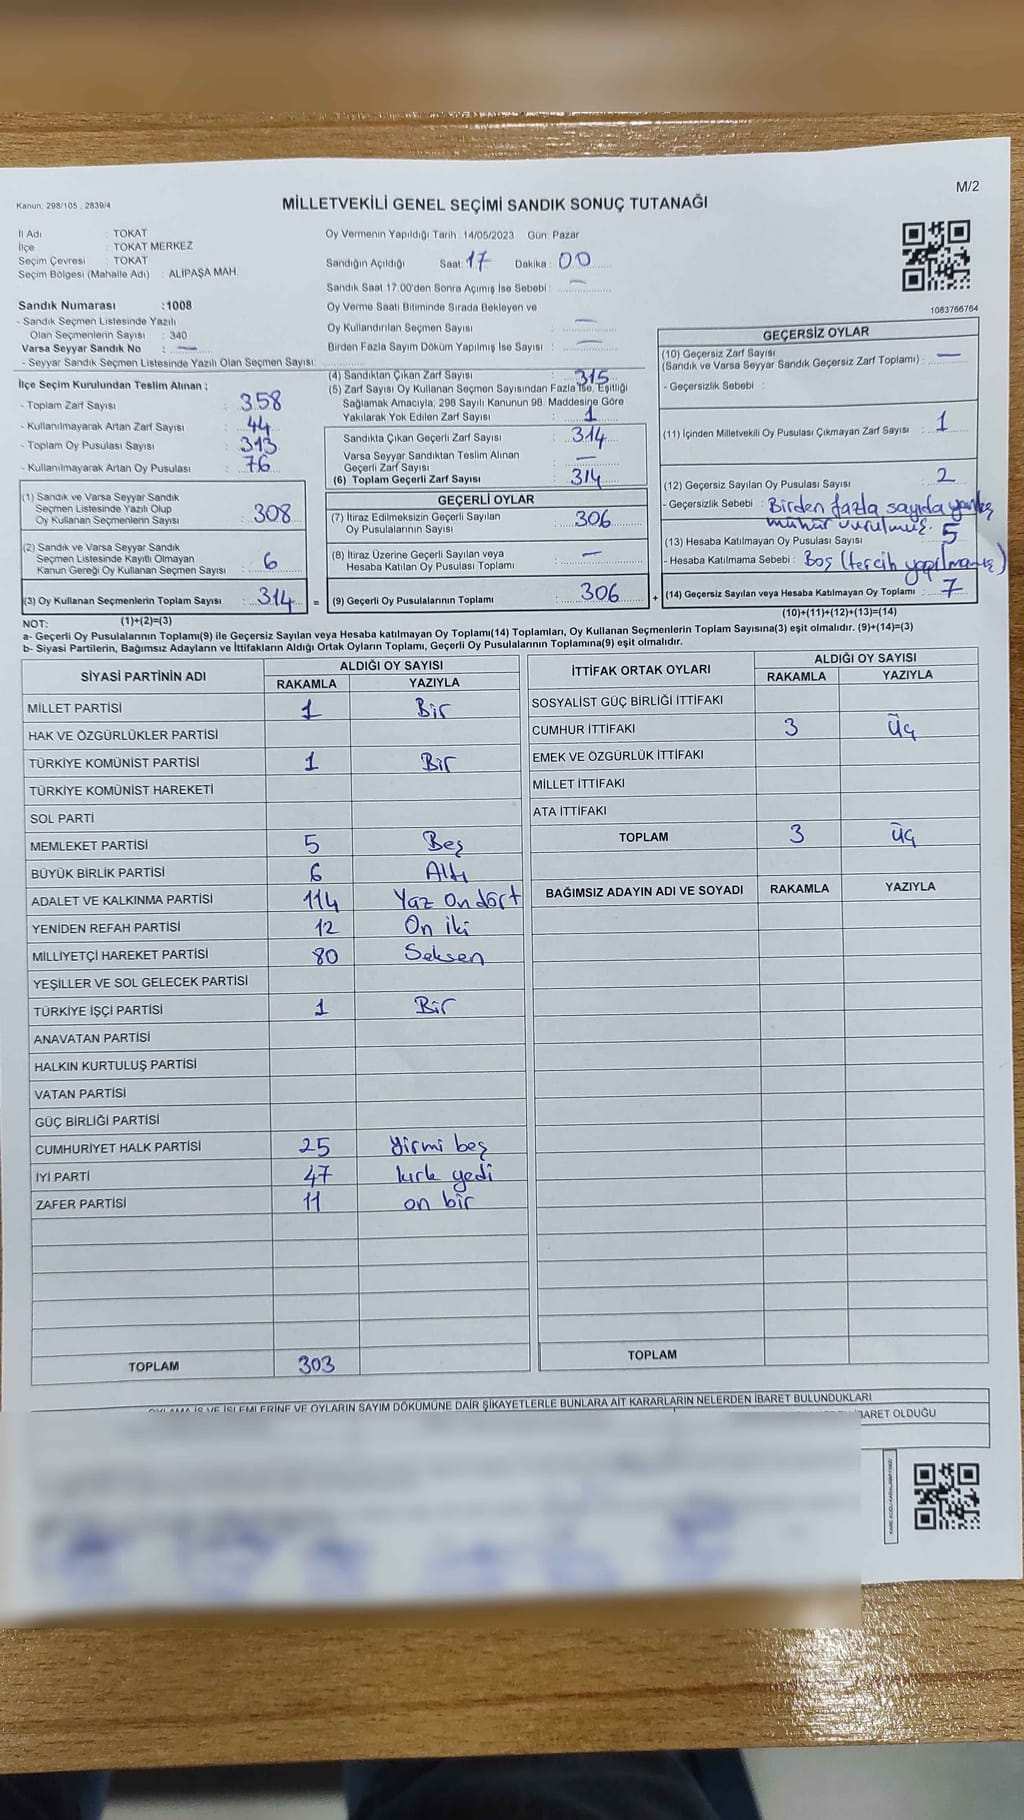 M/2
Kanun; 298/105 , 2839/4
MİLLETVEKİLİ GENEL SEÇİMİ SANDIK SONUÇ TUTANAĞI
İl Adı : TOKAT
İlçe : TOKAT MERKEZ
Seçim Çevresi : TOKAT
Seçim Bölgesi (Mahalle Adı) : ALİPAŞA MAH.
Sandık Numarası :1008
- Sandık Seçmen Listesinde Yazılı
Olan Seçmenlerin Sayısı : 340
Varsa Seyyar Sandık No : —
- Seyyar Sandık Seçmen Listesinde Yazılı Olan Seçmen Sayısı:
Oy Vermenin Yapıldığı Tarih : 14/05/2023 Gün: Pazar
Sandığın Açıldığı Saat: 17 Dakika : 00
Sandık Saat 17.00'den Sonra Açımış İse Sebebi : —
Oy Verme Saati Bitiminde Sırada Bekleyen ve
Oy Kullandırılan Seçmen Sayısı : —
Birden Fazla Sayım Döküm Yapılmış İse Sayısı : —
1083766764
İlçe Seçim Kurulundan Teslim Alınan ;
- Toplam Zarf Sayısı : 358
- Kullanılmayarak Artan Zarf Sayısı : 44
- Toplam Oy Pusulası Sayısı : 313
- Kullanılmayarak Artan Oy Pusulası : 76
(1) Sandık ve Varsa Seyyar Sandık
Seçmen Listesinde Yazılı Olup
Oy Kullanan Seçmenlerin Sayısı : 308
(2) Sandık ve Varsa Seyyar Sandık
Seçmen Listesinde Kayıtlı Olmayan
Kanun Gereği Oy Kullanan Seçmen Sayısı : 6
(3) Oy Kullanan Seçmenlerin Toplam Sayısı : 314 =
(1)+(2)=(3)
(4) Sandıktan Çıkan Zarf Sayısı : 315
(5) Zarf Sayısı Oy Kullanan Seçmen Sayısından Fazla İse, Eşitliği
Sağlamak Amacıyla; 298 Sayılı Kanunun 98. Maddesine Göre
Yakılarak Yok Edilen Zarf Sayısı : 1
Sandıkta Çıkan Geçerli Zarf Sayısı : 314
Varsa Seyyar Sandıktan Teslim Alınan
Geçerli Zarf Sayısı : —
(6) Toplam Geçerli Zarf Sayısı : 314
GEÇERLİ OYLAR
(7) İtiraz Edilmeksizin Geçerli Sayılan
Oy Pusulalarının Sayısı : 306
(8) İtiraz Üzerine Geçerli Sayılan veya
Hesaba Katılan Oy Pusulası Toplamı : —
(9) Geçerli Oy Pusulalarının Toplamı : 306 +
GEÇERSİZ OYLAR
(10) Geçersiz Zarf Sayısı
(Sandık ve Varsa Seyyar Sandık Geçersiz Zarf Toplamı) : —
- Geçersizlik Sebebi :
(11) İçinden Milletvekili Oy Pusulası Çıkmayan Zarf Sayısı : 1
(12) Geçersiz Sayılan Oy Pusulası Sayısı : 2
- Geçersizlik Sebebi : Birden fazla sayıda yanlış
mühür vurulmuş.
(13) Hesaba Katılmayan Oy Pusulası Sayısı : 5
- Hesaba Katılmama Sebebi : Boş (tercih yapılmamış)
(14) Geçersiz Sayılan veya Hesaba Katılmayan Oy Toplamı : 7
(10)+(11)+(12)+(13)=(14)
NOT:
a- Geçerli Oy Pusulalarının Toplamı(9) ile Geçersiz Sayılan veya Hesaba katılmayan Oy Toplamı(14) Toplamları, Oy Kullanan Seçmenlerin Toplam Sayısına(3) eşit olmalıdır. (9)+(14)=(3)
b- Siyasi Partilerin, Bağımsız Adayların ve İttifakların Aldığı Ortak Oyların Toplamı, Geçerli Oy Pusulalarının Toplamına(9) eşit olmalıdır.
SİYASİ PARTİNİN ADI ALDIĞI OY SAYISI
RAKAMLA YAZIYLA
MİLLET PARTİSİ 1 Bir
HAK VE ÖZGÜRLÜKLER PARTİSİ
TÜRKİYE KOMÜNİST PARTİSİ 1 Bir
TÜRKİYE KOMÜNİST HAREKETİ
SOL PARTİ
MEMLEKET PARTİSİ 5 Beş
BÜYÜK BİRLİK PARTİSİ 6 Altı
ADALET VE KALKINMA PARTİSİ 114 Yüz On dört
YENİDEN REFAH PARTİSİ 12 On iki
MİLLİYETÇİ HAREKET PARTİSİ 80 Seksen
YEŞİLLER VE SOL GELECEK PARTİSİ
TÜRKİYE İŞÇİ PARTİSİ 1 Bir
ANAVATAN PARTİSİ
HALKIN KURTULUŞ PARTİSİ
VATAN PARTİSİ
GÜÇ BİRLİĞİ PARTİSİ
CUMHURİYET HALK PARTİSİ 25 Yirmi beş
İYİ PARTİ 47 kırk yedi
ZAFER PARTİSİ 11 on bir
TOPLAM 303
İTTİFAK ORTAK OYLARI ALDIĞI OY SAYISI
RAKAMLA YAZIYLA
SOSYALİST GÜÇ BİRLİĞİ İTTİFAKI
CUMHUR İTTİFAKI 3 Üç
EMEK VE ÖZGÜRLÜK İTTİFAKI
MİLLET İTTİFAKI
ATA İTTİFAKI
TOPLAM 3 Üç
BAĞIMSIZ ADAYIN ADI VE SOYADI RAKAMLA YAZIYLA
TOPLAM
OYLAMA İŞ VE İŞLEMLERİNE VE OYLARIN SAYIM DÖKÜMÜNE DAİR ŞİKAYETLERLE BUNLARA AİT KARARLARIN NELERDEN İBARET BULUNDUKLARI
İBARET OLDUĞU